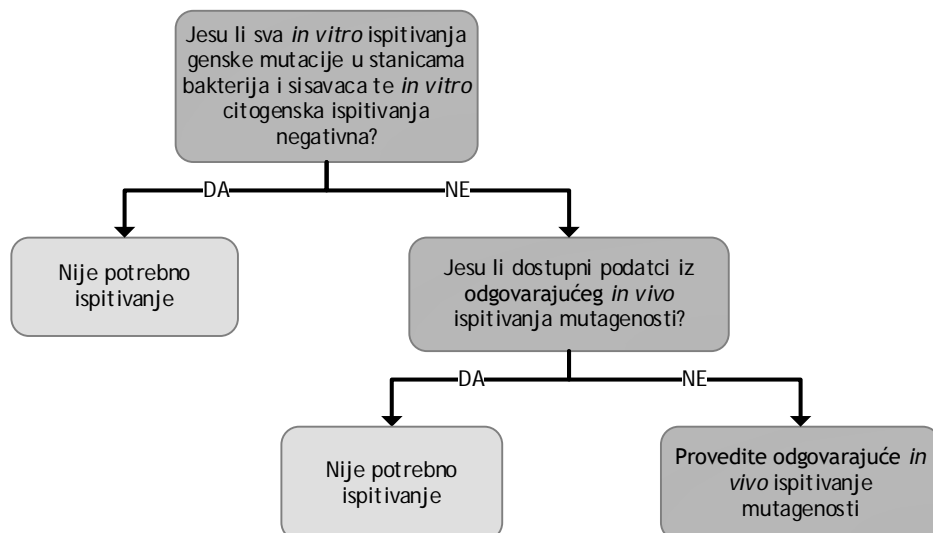 Jesu li sva in vitro ispitivanja
genske mutacije u stanicama
bakterija i sisavaca te in vitro
citogenska ispitivanja
negativna?
DA
NE
Nije potrebno
ispitivanje
Jesu li dostupni podatci iz
odgovarajućeg in vivo
ispitivanja mutagenosti?
DA
NE
Nije potrebno
ispitivanje
Provedite odgovarajuće in
vivo ispitivanje
mutagenosti